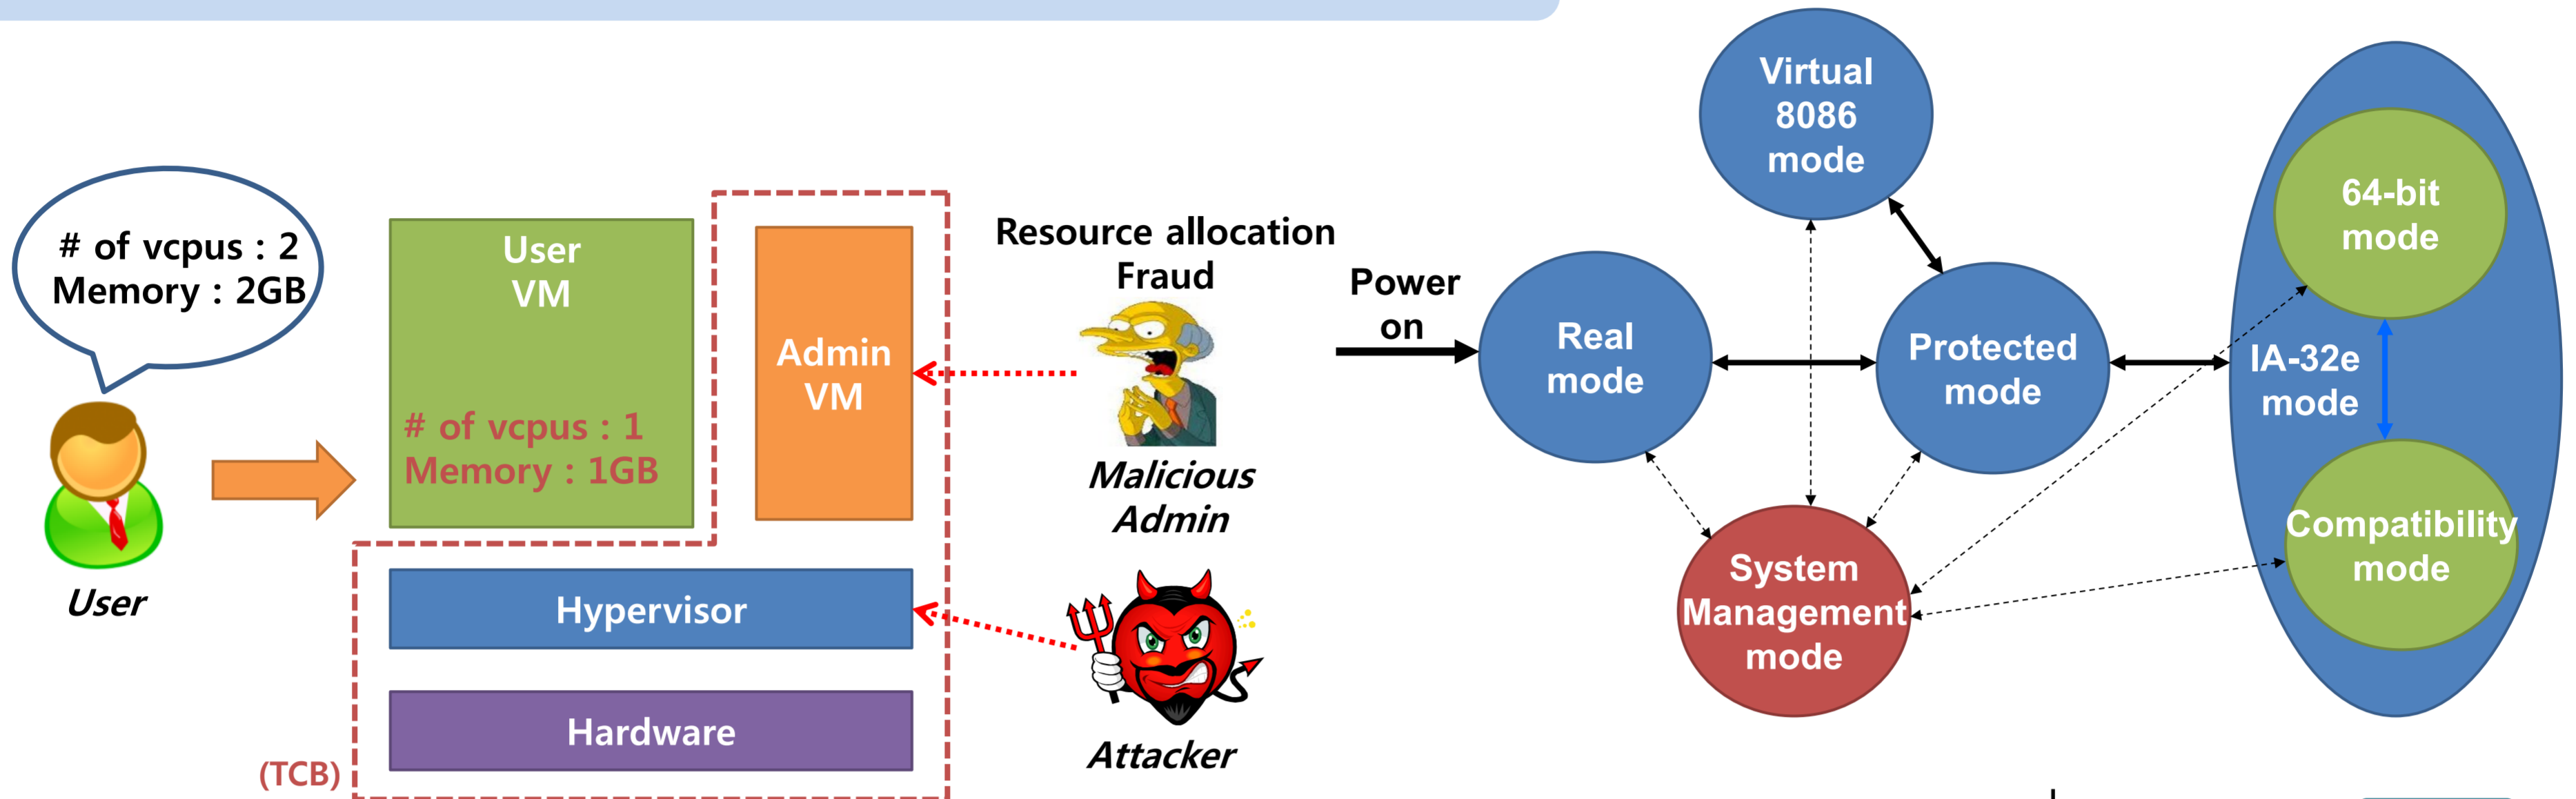 # of vcpus : 2
Memory : 2GB
User
User
VM
# of vcpus : 1
Memory : 1GB
Admin
VM
Hypervisor
Hardware
(TCB)
Resource allocation
Fraud
Malicious
Admin
Attacker
Power
on
Real
mode
Virtual
8086
mode
Protected
mode
System
Management
mode
IA-32e
mode
64-bit
mode
Compatibility
mode